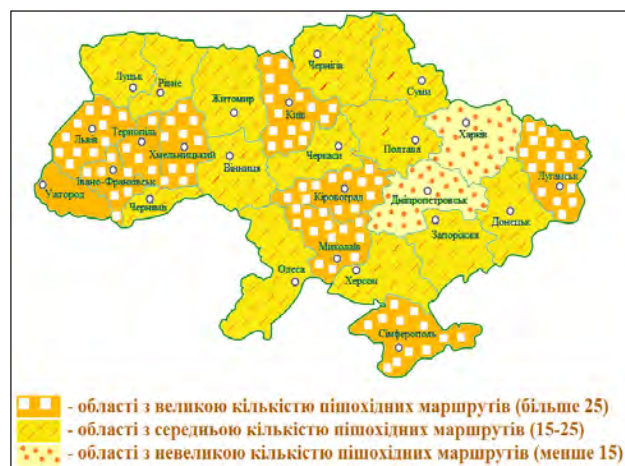 Чернігів
Луцьк
Рівне
Суми
Житомир
Київ
Харків
Львів
Тернопіль
Хмельницький
Полтава
Черкаси
Вінниця
Луганськ
Івано-Франківськ
Ужгород
Кіровоград
Дніпропетровськ
Чернівці
Донецьк
Запоріжжя
Миколаїв
Одеса
Херсон
Сімферополь
- області з великою кількістю пішохідних маршрутів (більше 25)
- області з середньою кількістю пішохідних маршрутів (15-25)
- області з невеликою кількістю пішохідних маршрутів (менше 15)